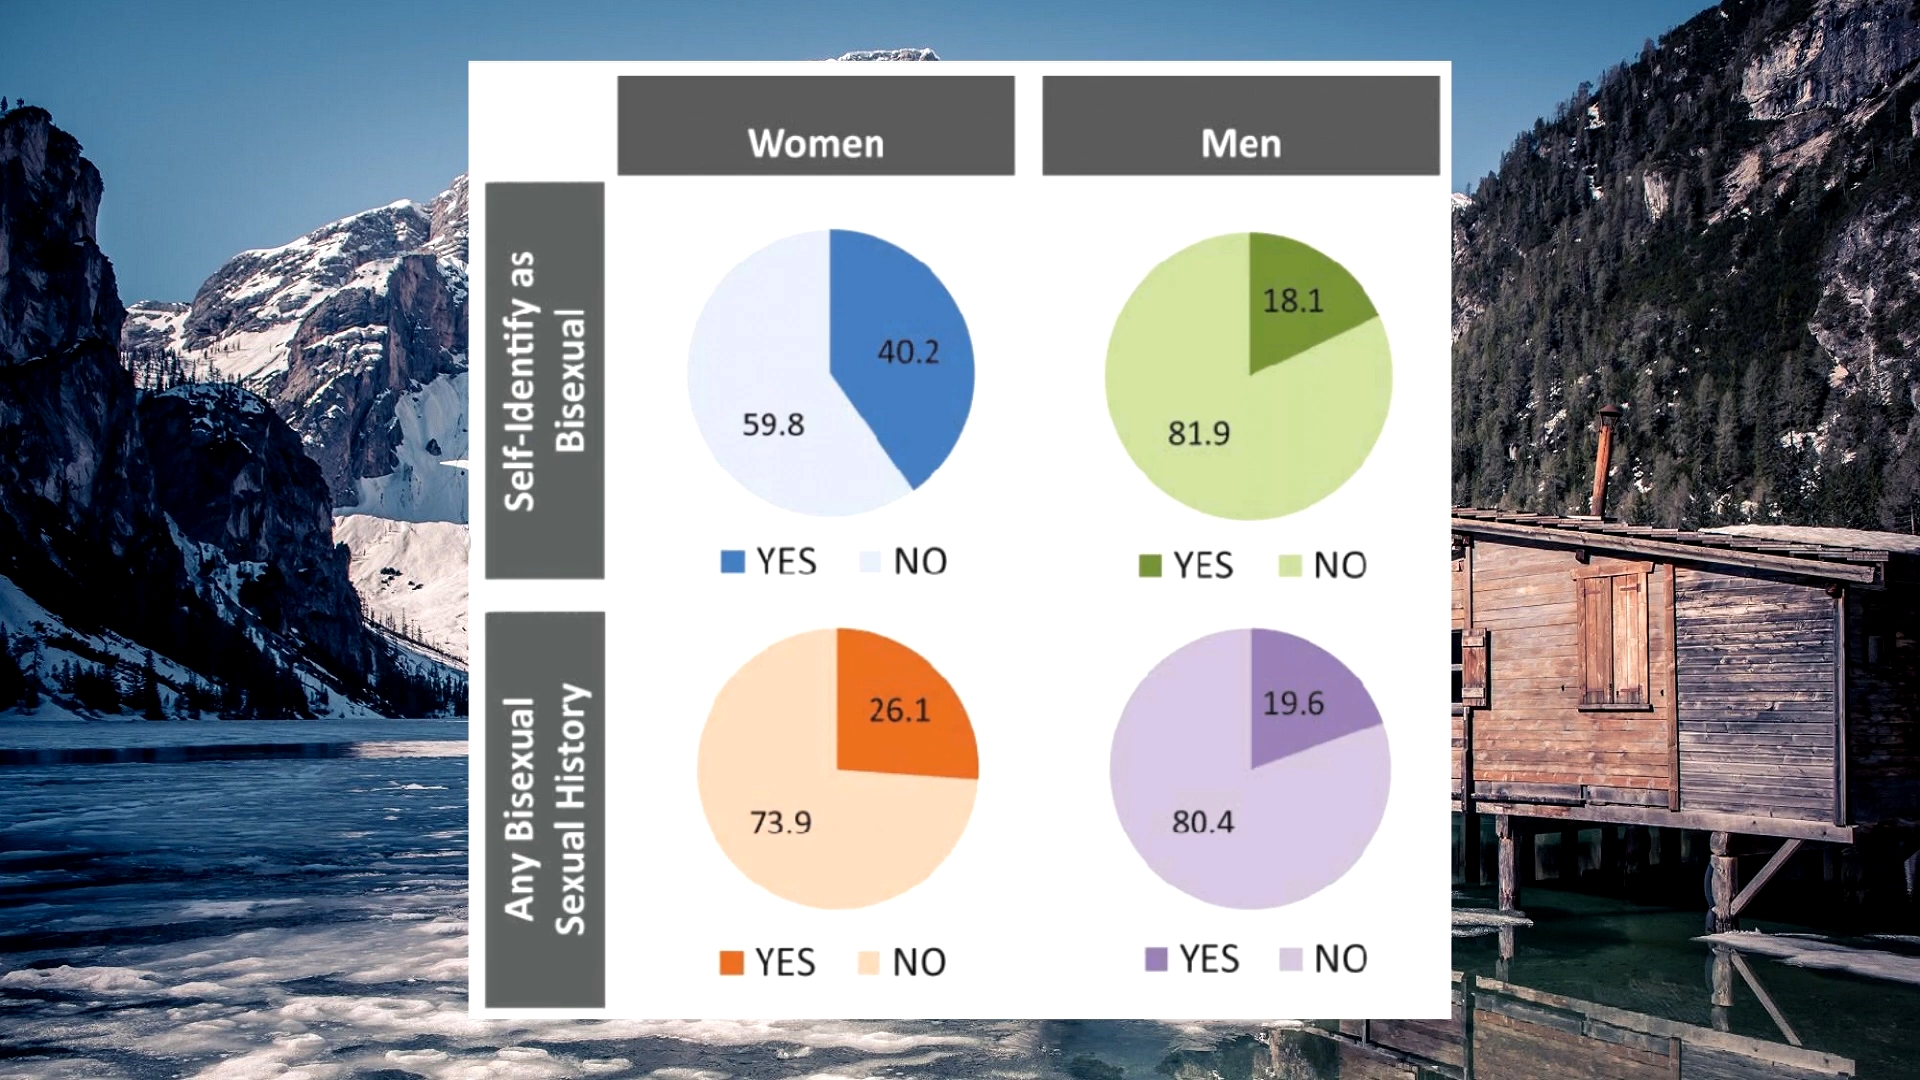 Women
Men
Self-Identify as
Bisexual
40.2
59.8
YES NO
18.1
81.9
YES NO
Any Bisexual
Sexual History
26.1
73.9
YES NO
19.6
80.4
YES NO